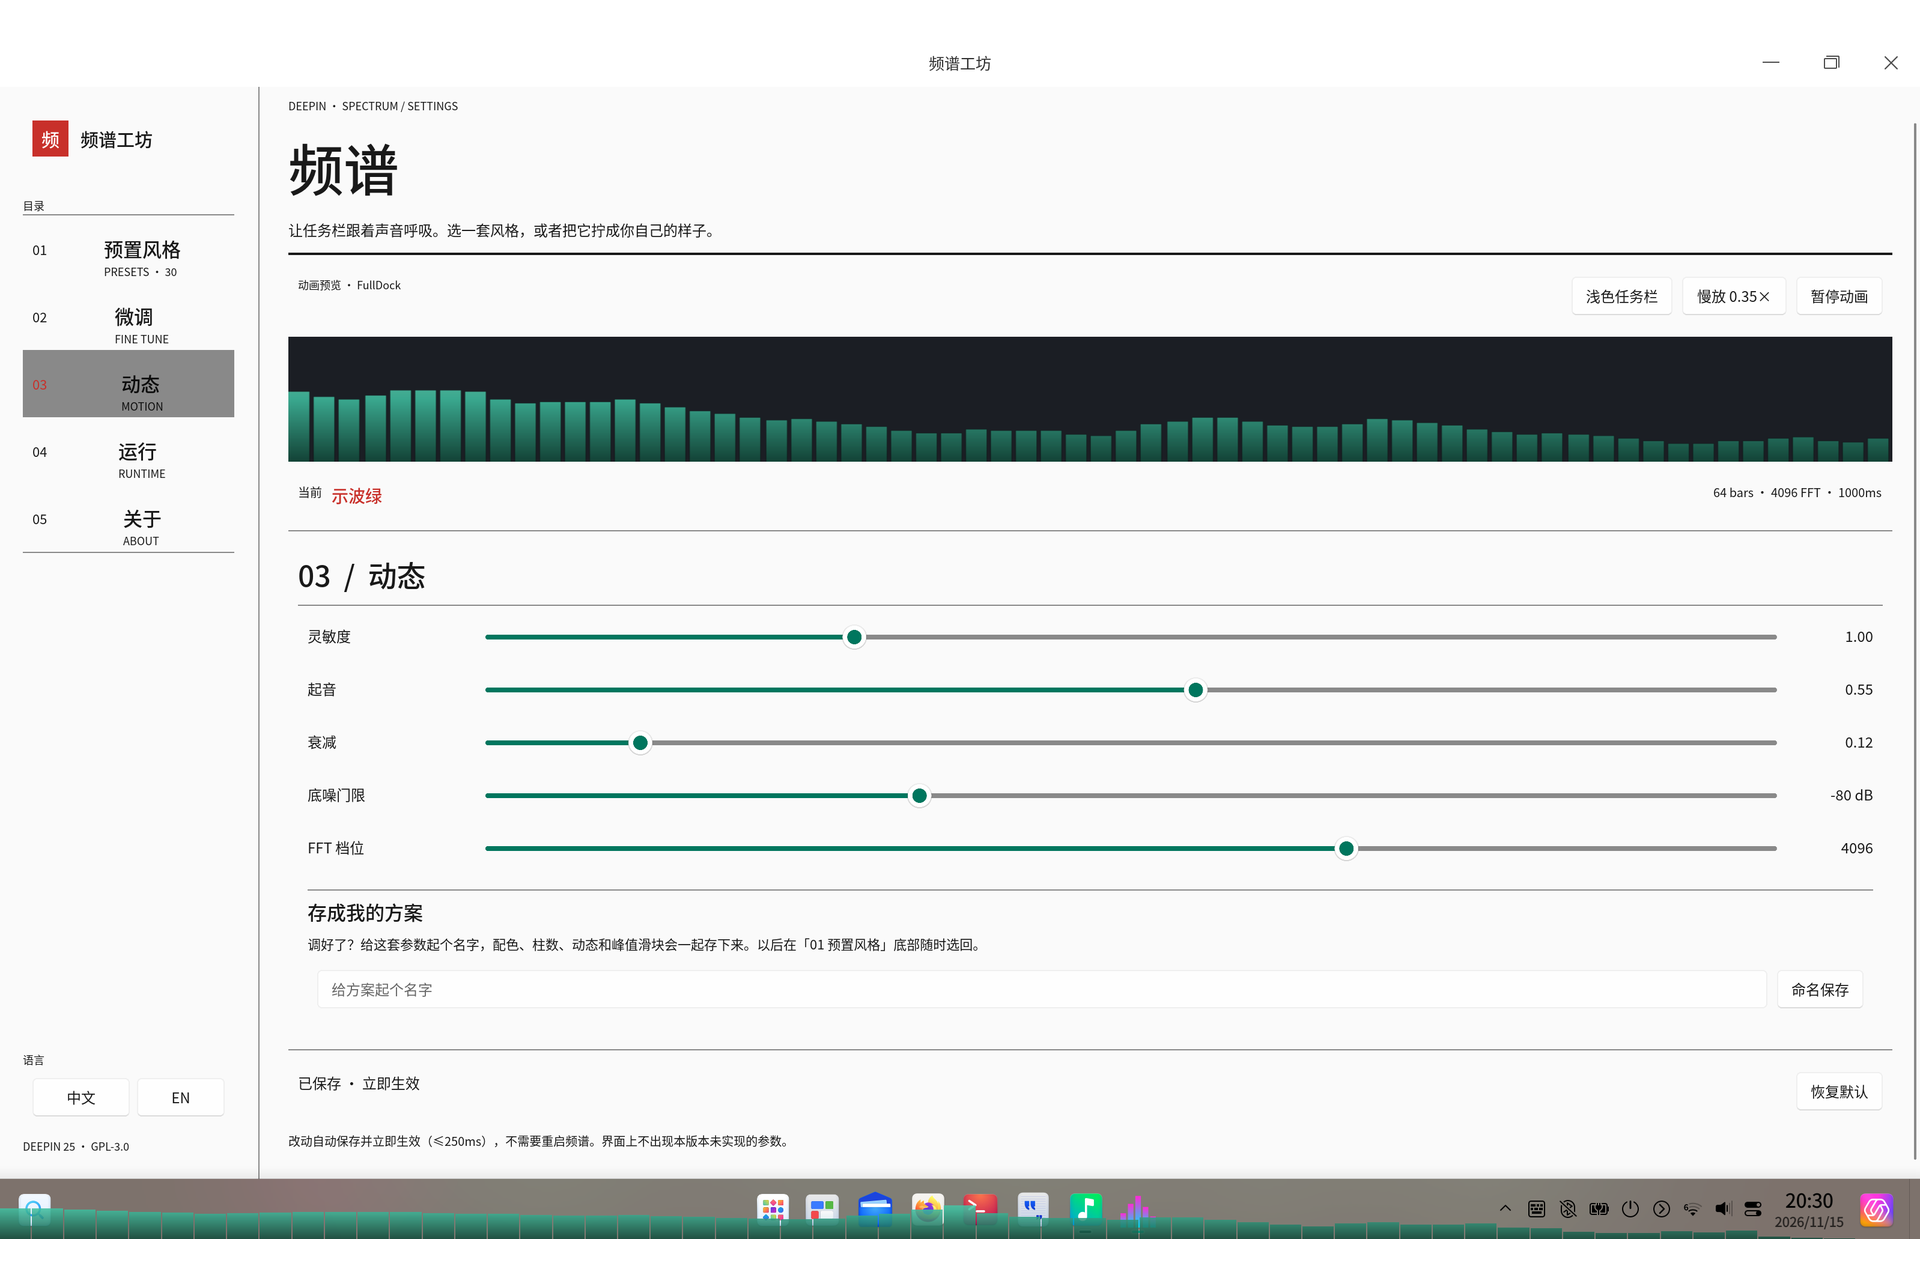 频谱工坊
频 频谱工坊
目录
01 预置风格
PRESETS · 30
02 微调
FINE TUNE
03 动态
MOTION
04 运行
RUNTIME
05 关于
ABOUT
语言
中文 EN
DEEPIN 25 · GPL-3.0
DEEPIN · SPECTRUM / SETTINGS
频谱
让任务栏跟着声音呼吸。选一套风格，或者把它拧成你自己的样子。
动画预览 · FullDock
浅色任务栏 慢放 0.35× 暂停动画
当前 示波绿
64 bars · 4096 FFT · 1000ms
03 / 动态
灵敏度 1.00
起音 0.55
衰减 0.12
底噪门限 -80 dB
FFT 档位 4096
存成我的方案
调好了？给这套参数起个名字，配色、柱数、动态和峰值滑块会一起存下来。以后在「01 预置风格」底部随时选回。
给方案起个名字 命名保存
已保存 · 立即生效
恢复默认
改动自动保存并立即生效（≤250ms），不需要重启频谱。界面上不出现本版本未实现的参数。
20:30
2026/11/15